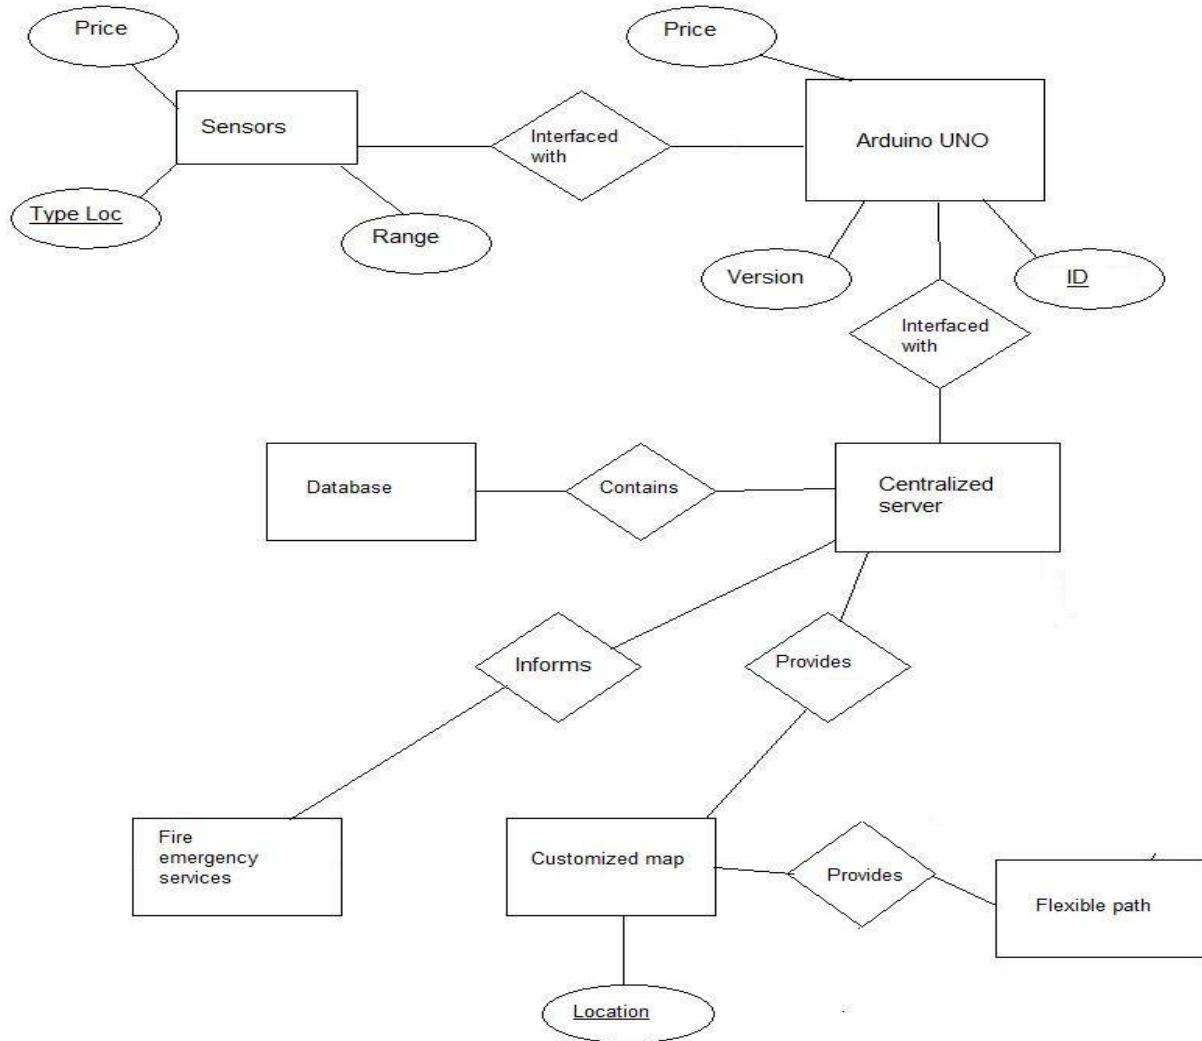 Price
Price
Sensors
Interfaced
with
Arduino UNO
Type Loc
Range
Version
ID
Interfaced
with
Database
Contains
Centralized
server
Informs
Provides
Fire
emergency
services
Customized map
Provides
Flexible path
Location